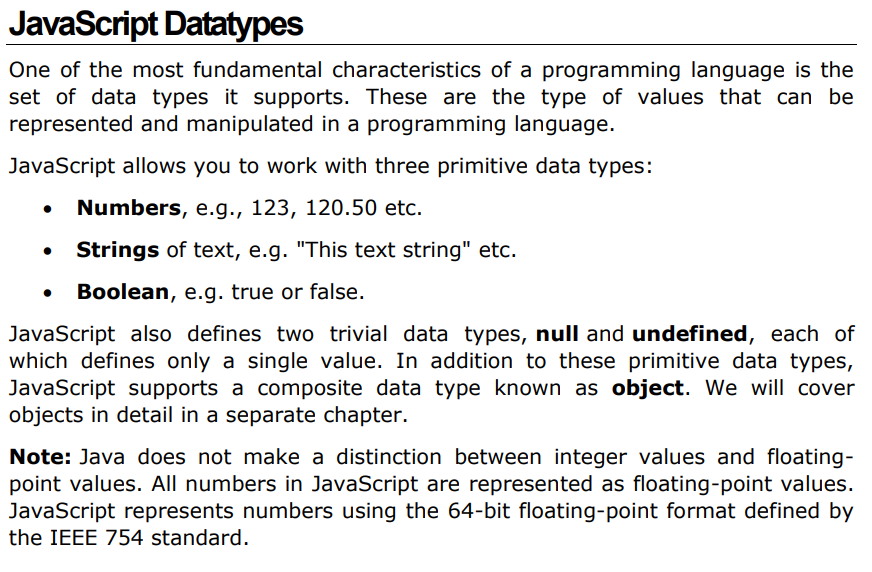 JavaScript Datatypes
One of the most fundamental characteristics of a programming language is the
set of data types it supports. These are the type of values that can be
represented and manipulated in a programming language.
JavaScript allows you to work with three primitive data types:
• Numbers, e.g., 123, 120.50 etc.
• Strings of text, e.g. "This text string" etc.
• Boolean, e.g. true or false.
JavaScript also defines two trivial data types, null and undefined, each of
which defines only a single value. In addition to these primitive data types,
JavaScript supports a composite data type known as object. We will cover
objects in detail in a separate chapter.
Note: Java does not make a distinction between integer values and floating-
point values. All numbers in JavaScript are represented as floating-point values.
JavaScript represents numbers using the 64-bit floating-point format defined by
the IEEE 754 standard.